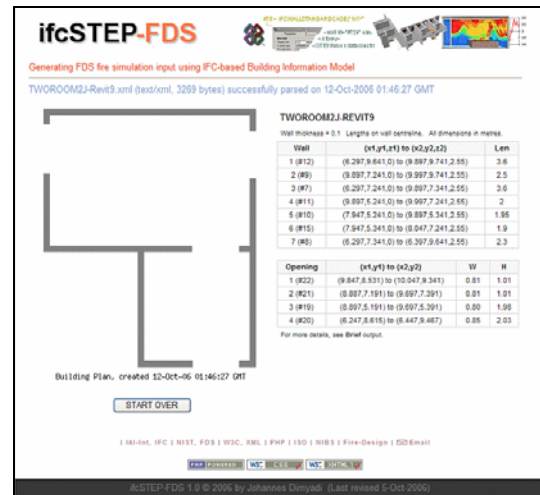 ifcSTEP-FDS
Generating FDS fire simulation input using IFC-based Building Information Model
TWOROOM2J-Revit9.xml (text/xml, 3269 bytes) successfully parsed on 12-Oct-2006 01:46:27 GMT
TWOROOM2J-REVIT9
Wall thickness = 0.1 Lengths on wall centreline. All dimensions in metres.
Wall (x1,y1,z1) to (x2,y2,z2) Len
1 (#12) (6.297,9.641,0) to (9.897,9.741,2.55) 3.6
2 (#9) (9.897,7.241,0) to (9.997,9.741,2.55) 2.5
3 (#7) (6.297,7.241,0) to (9.897,7.341,2.55) 3.6
4 (#11) (9.897,5.241,0) to (9.997,7.241,2.55) 2
5 (#10) (7.947,5.241,0) to (9.897,5.341,2.55) 1.95
6 (#15) (7.947,5.341,0) to (8.047,7.241,2.55) 1.9
7 (#8) (6.297,7.341,0) to (6.397,9.641,2.55) 2.3
Opening (x1,y1) to (x2,y2) W H
1 (#22) (9.847,8.531) to (10.047,9.341) 0.81 1.01
2 (#21) (8.887,7.191) to (9.697,7.391) 0.81 1.01
3 (#19) (8.897,5.191) to (9.697,5.391) 0.80 1.98
4 (#20) (6.247,8.615) to (6.447,9.467) 0.85 2.03
For more details, see Brief output.
Building Plan, created 12-Oct-06 01:46:27 GMT
START OVER
| IAI-Int, IFC | NIST, FDS | W3C, XML | PHP | ISO | NIBS | Fire-Design | Email
PHP POWERED W3C CSS W3C XHTML 1.
ifcSTEP-FDS 1.0 © 2006 by Johannes Dimyadi (Last revised 5-Oct-2006)